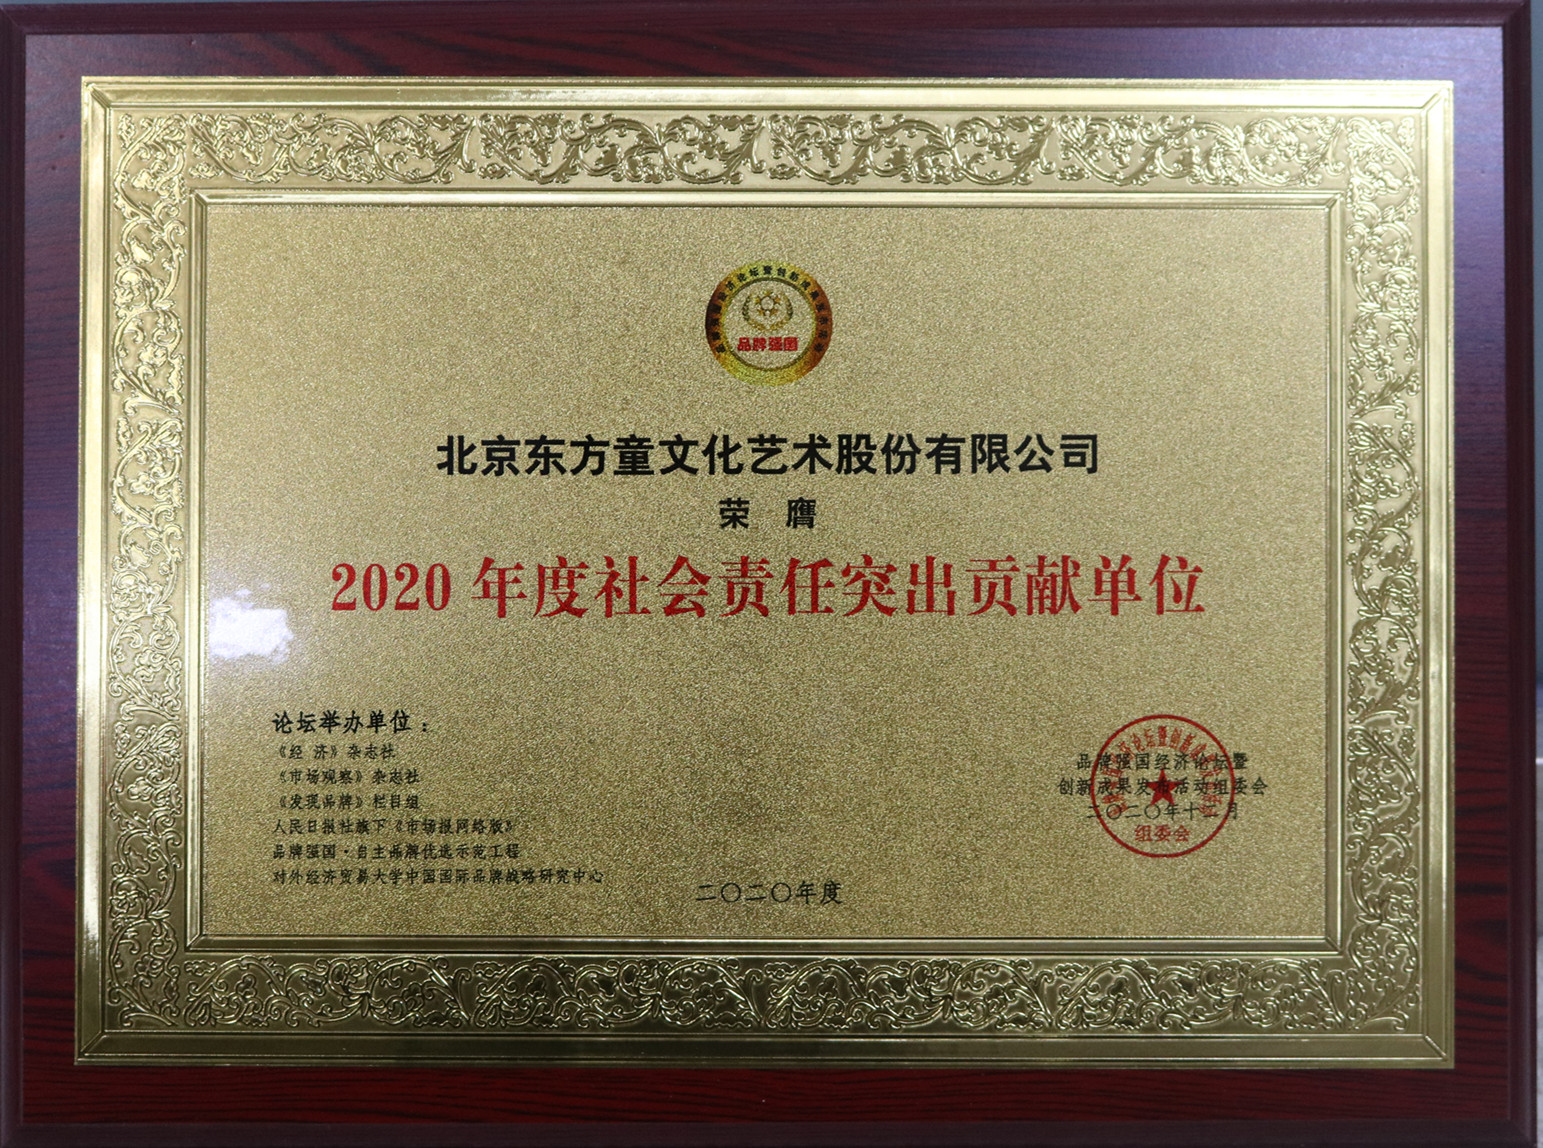 品牌强国
北京东方童文化艺术股份有限公司
荣 膺
2020年度社会责任突出贡献单位
论坛举办单位：
《经 济》杂志社
《市场观察》杂志社
《发现品牌》栏目组
人民日报社旗下《市场报网络版》
品牌强国·自主品牌优选示范工程
对外经济贸易大学中国国际品牌战略研究中心
品牌强国经济论坛暨
创新成果发布活动组委会
二〇二〇年十 月
组委会
二〇二〇年度